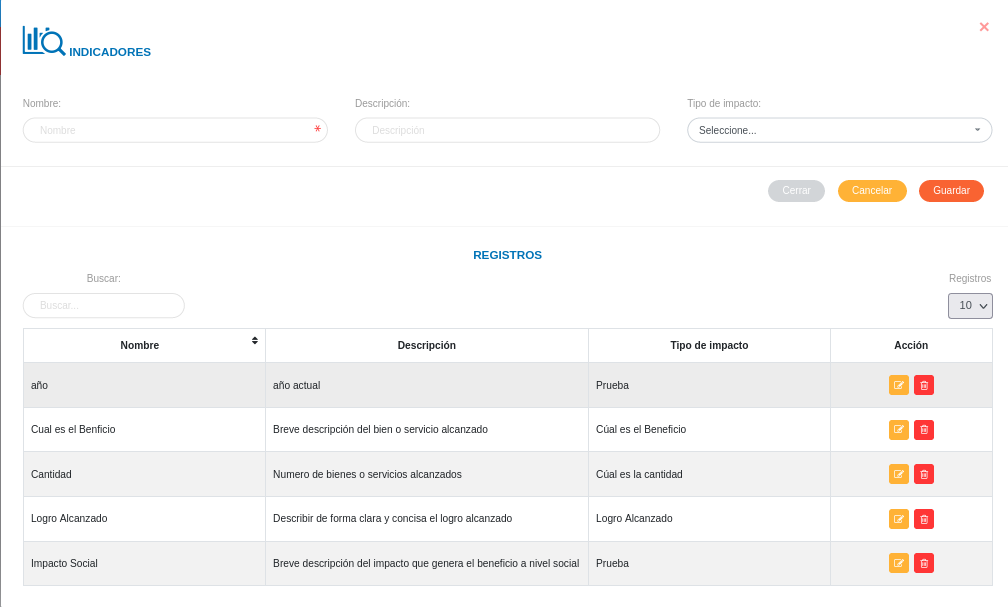 INDICADORES
×
Nombre: Descripción: Tipo de impacto:
Nombre * Descripción Seleccione...
Cerrar Cancelar Guardar
REGISTROS
Buscar: Registros
Buscar... 10
Nombre Descripción Tipo de impacto Acción
año año actual Prueba
Cual es el Benficio Breve descripción del bien o servicio alcanzado Cúal es el Beneficio
Cantidad Numero de bienes o servicios alcanzados Cúal es la cantidad
Logro Alcanzado Describir de forma clara y concisa el logro alcanzado Logro Alcanzado
Impacto Social Breve descripción del impacto que genera el beneficio a nivel social Prueba